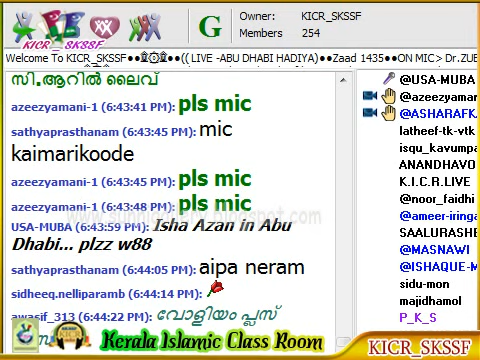 KICR_SKSSF
G
Owner: KICR_SKSSF
Members 254
Welcome To KICR_SKSSF●●۩۞۩●●((LIVE -ABU DHABI HADIYA)●●Zaad 1435●●ON MIC> Dr.ZUB
സി.ആറിൽ ലൈവ്
azeezyamani-1 (6:43:41 PM): pls mic
sathyaprasthanam (6:43:45 PM): mic
kaimarikoode
azeezyamani-1 (6:43:45 PM): pls mic
azeezyamani-1 (6:43:48 PM): pls mic
USA-MUBA (6:43:59 PM): Isha Azan in Abu
Dhabi... plzz w88
sathyaprasthanam (6:44:05 PM): aipa neram
sidheeq.nelliparamb (6:44:14 PM):
awasif_313 (6:44:22 PM): വോളിയം പ്ലസ്
@USA-MUBA
@azeezyamar
@ASHARAFKA
latheef-tk-vtk
isqu_kavumpa
ANANDHAVO
K.I.C.R.LIVE
@noor_faidhi
@ameer-iringa
SAALURASHE
@MASNAWI
@ISHAQUE-M
sidu-mon
majidhamol
P_K_S
Kerala Islamic Class Room
KICR_SKSSF